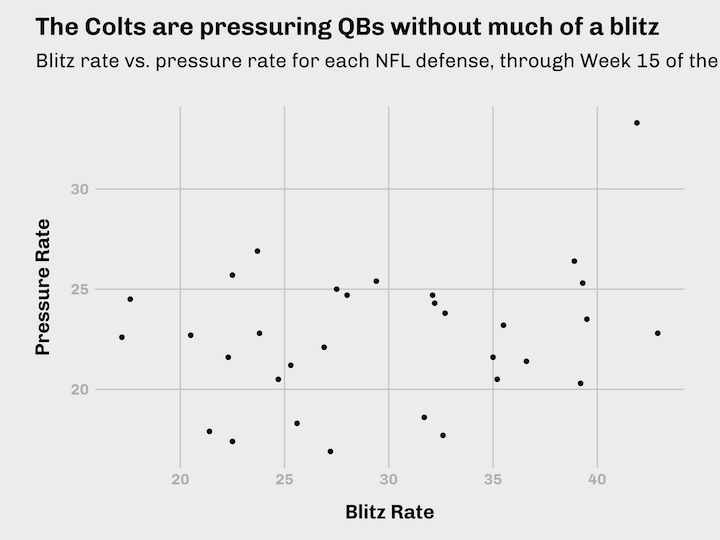 The Colts are pressuring QBs without much of a blitz
Blitz rate vs. pressure rate for each NFL defense, through Week 15 of the
Pressure Rate
30
25
20
20 25 30 35 40
Blitz Rate